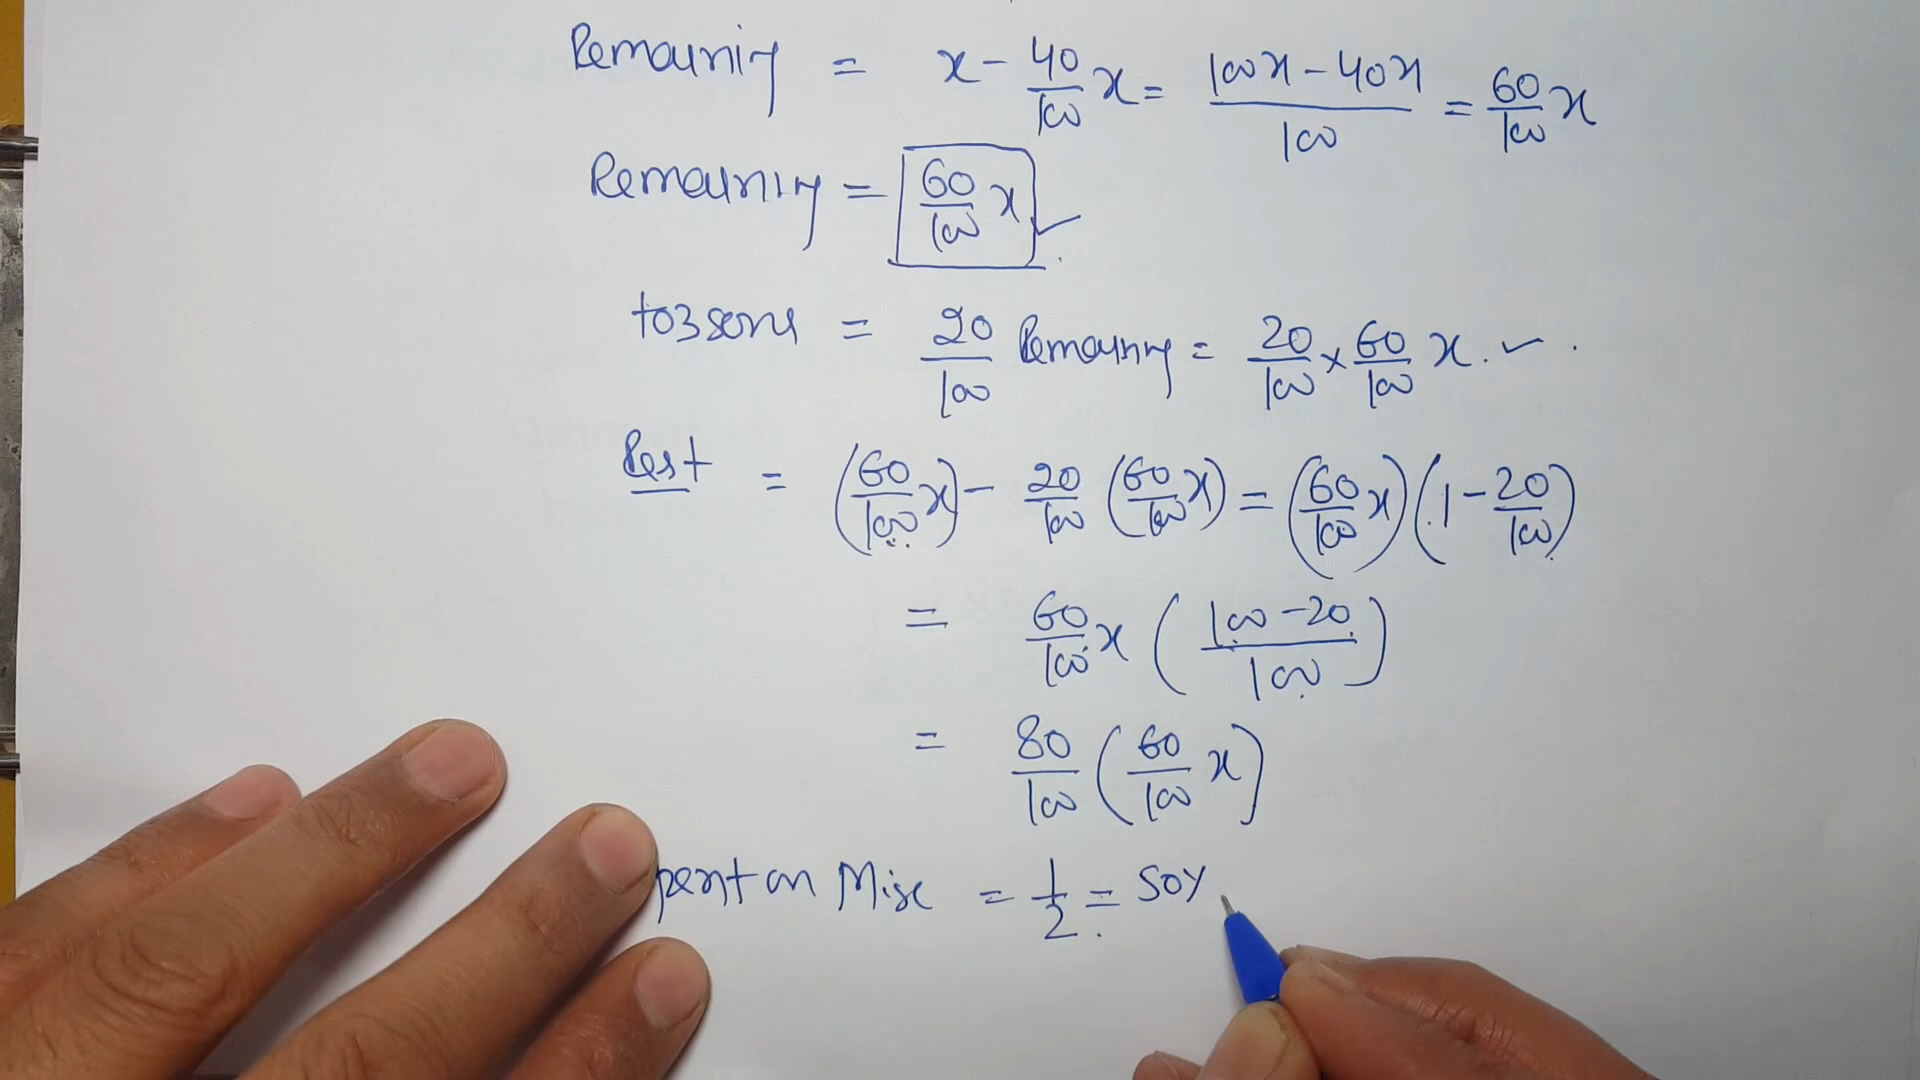 Remaining = x - 40/100 x = 100x - 40x / 100 = 60/100 x
Remaining = 60/100 x ✓
to 3 sons = 20/100 Remaining = 20/100 × 60/100 x. ✓
Rest = (60/100 x) - 20/100 (60/100 x) = (60/100 x) (1 - 20/100)
= 60/100 x (100 - 20 / 100)
= 80/100 (60/100 x)
pent on Misc = 1/2 = 50%